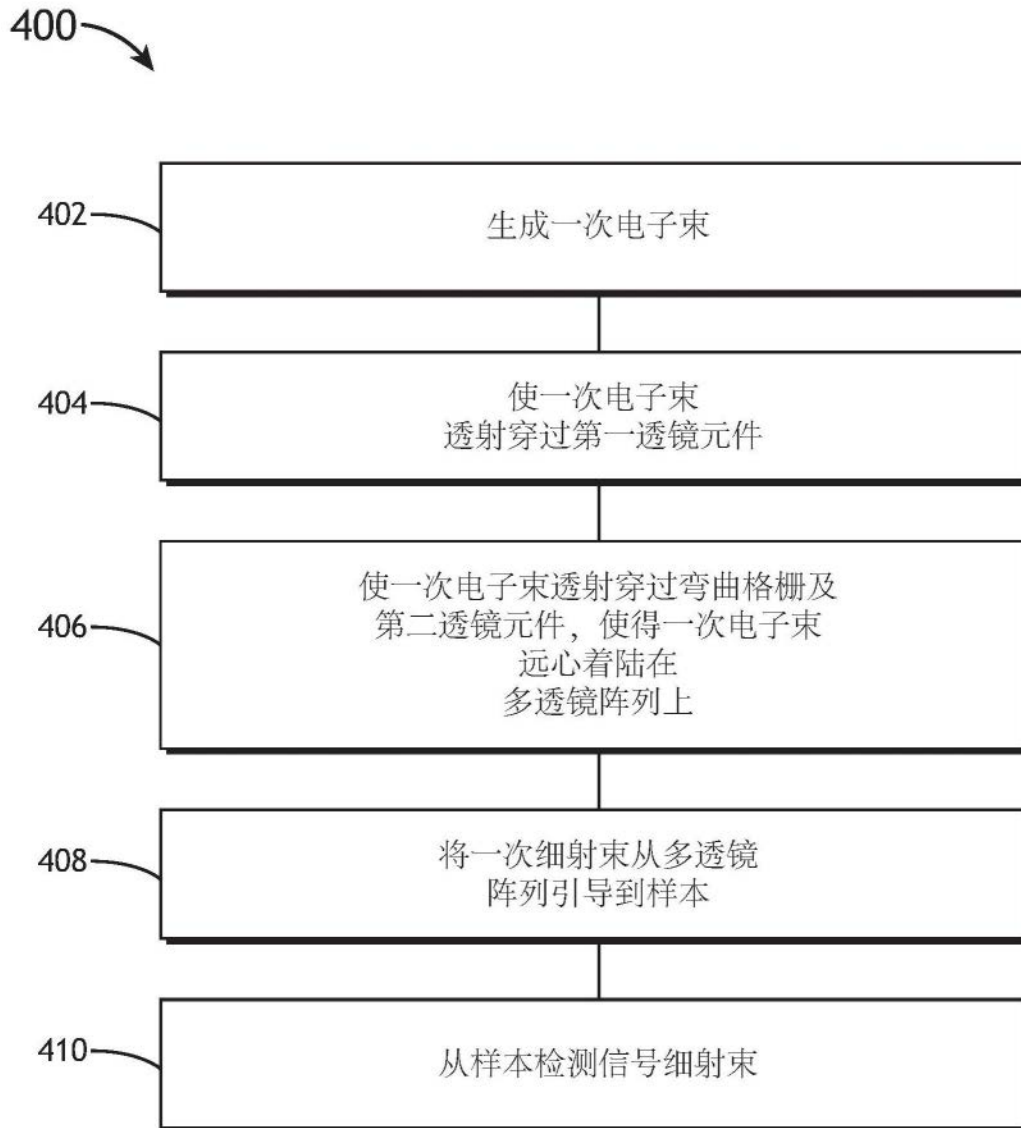 400
402
生成一次电子束
404
使一次电子束
透射穿过第一透镜元件
406
使一次电子束透射穿过弯曲格栅及
第二透镜元件，使得一次电子束
远心着陆在
多透镜阵列上
408
将一次细射束从多透镜
阵列引导到样本
410
从样本检测信号细射束